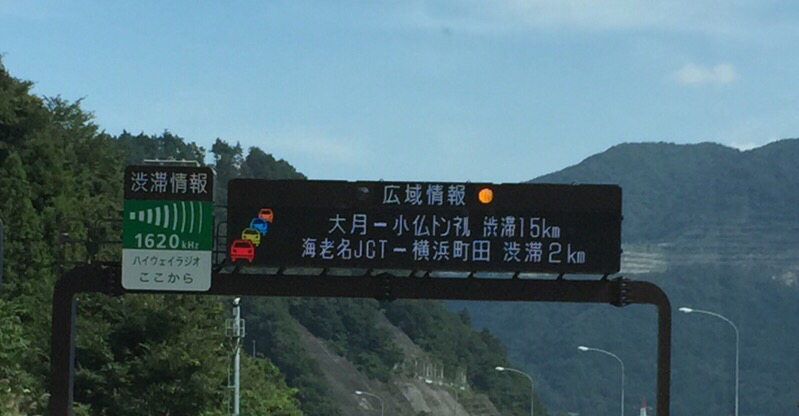 渋滞情報
1620kHz
ハイウェイラジオ
ここから
広域情報
大月ー小仏トンネル 渋滞15km
海老名JCTー横浜町田 渋滞2km